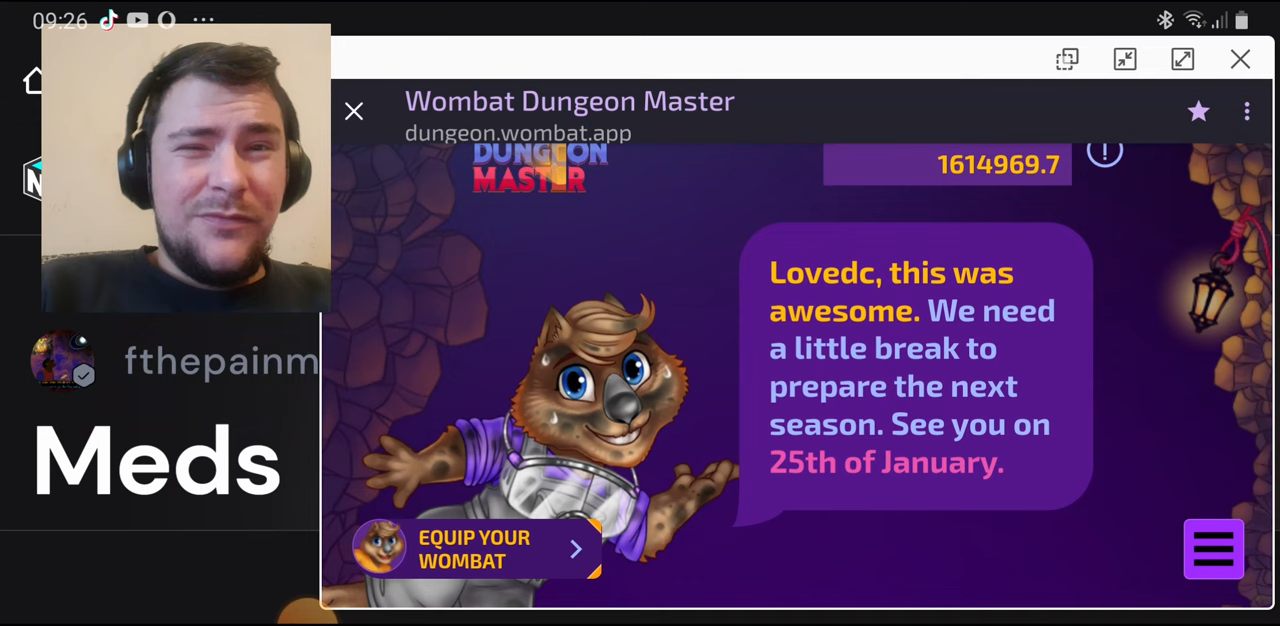 09:26
Wombat Dungeon Master
dungeon.wombat.app
DUNGEON
MASTER
1614969.7
Lovedc, this was
awesome. We need
a little break to
prepare the next
season. See you on
25th of January.
EQUIP YOUR
WOMBAT
fthepainm
Meds